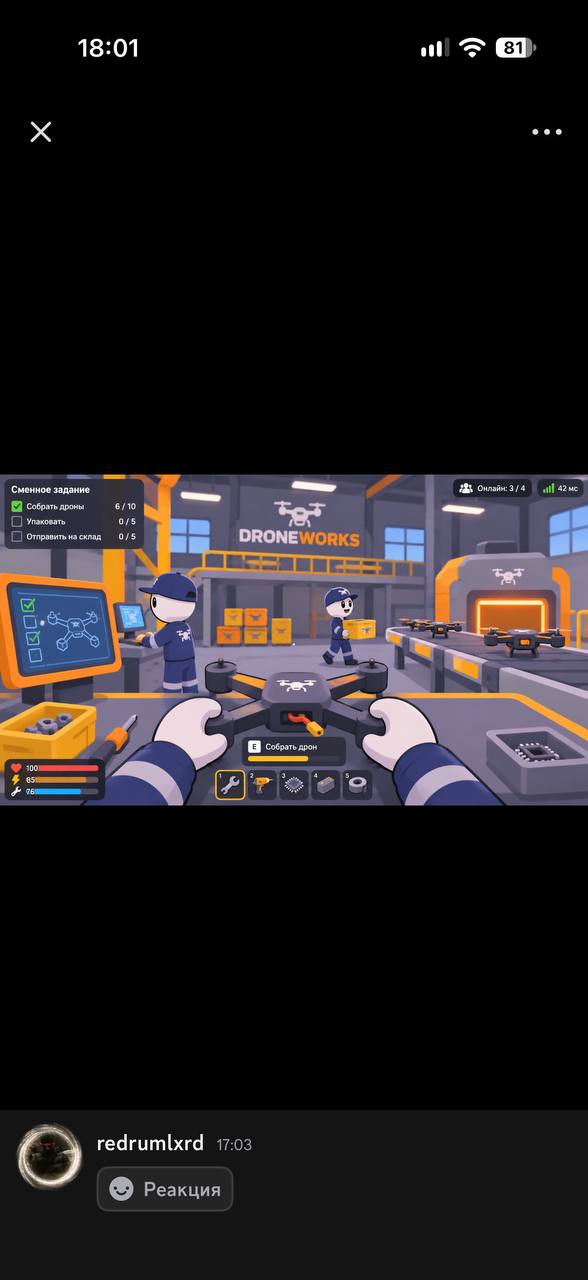 18:01
81
Сменное задание
Собрать дроны 6 / 10
Упаковать 0 / 5
Отправить на склад 0 / 5
Онлайн: 3 / 4
42 мс
DRONEWORKS
E Собрать дрон
100
85
76
1 2 3 4 5
redrumlxrd 17:03
Реакция